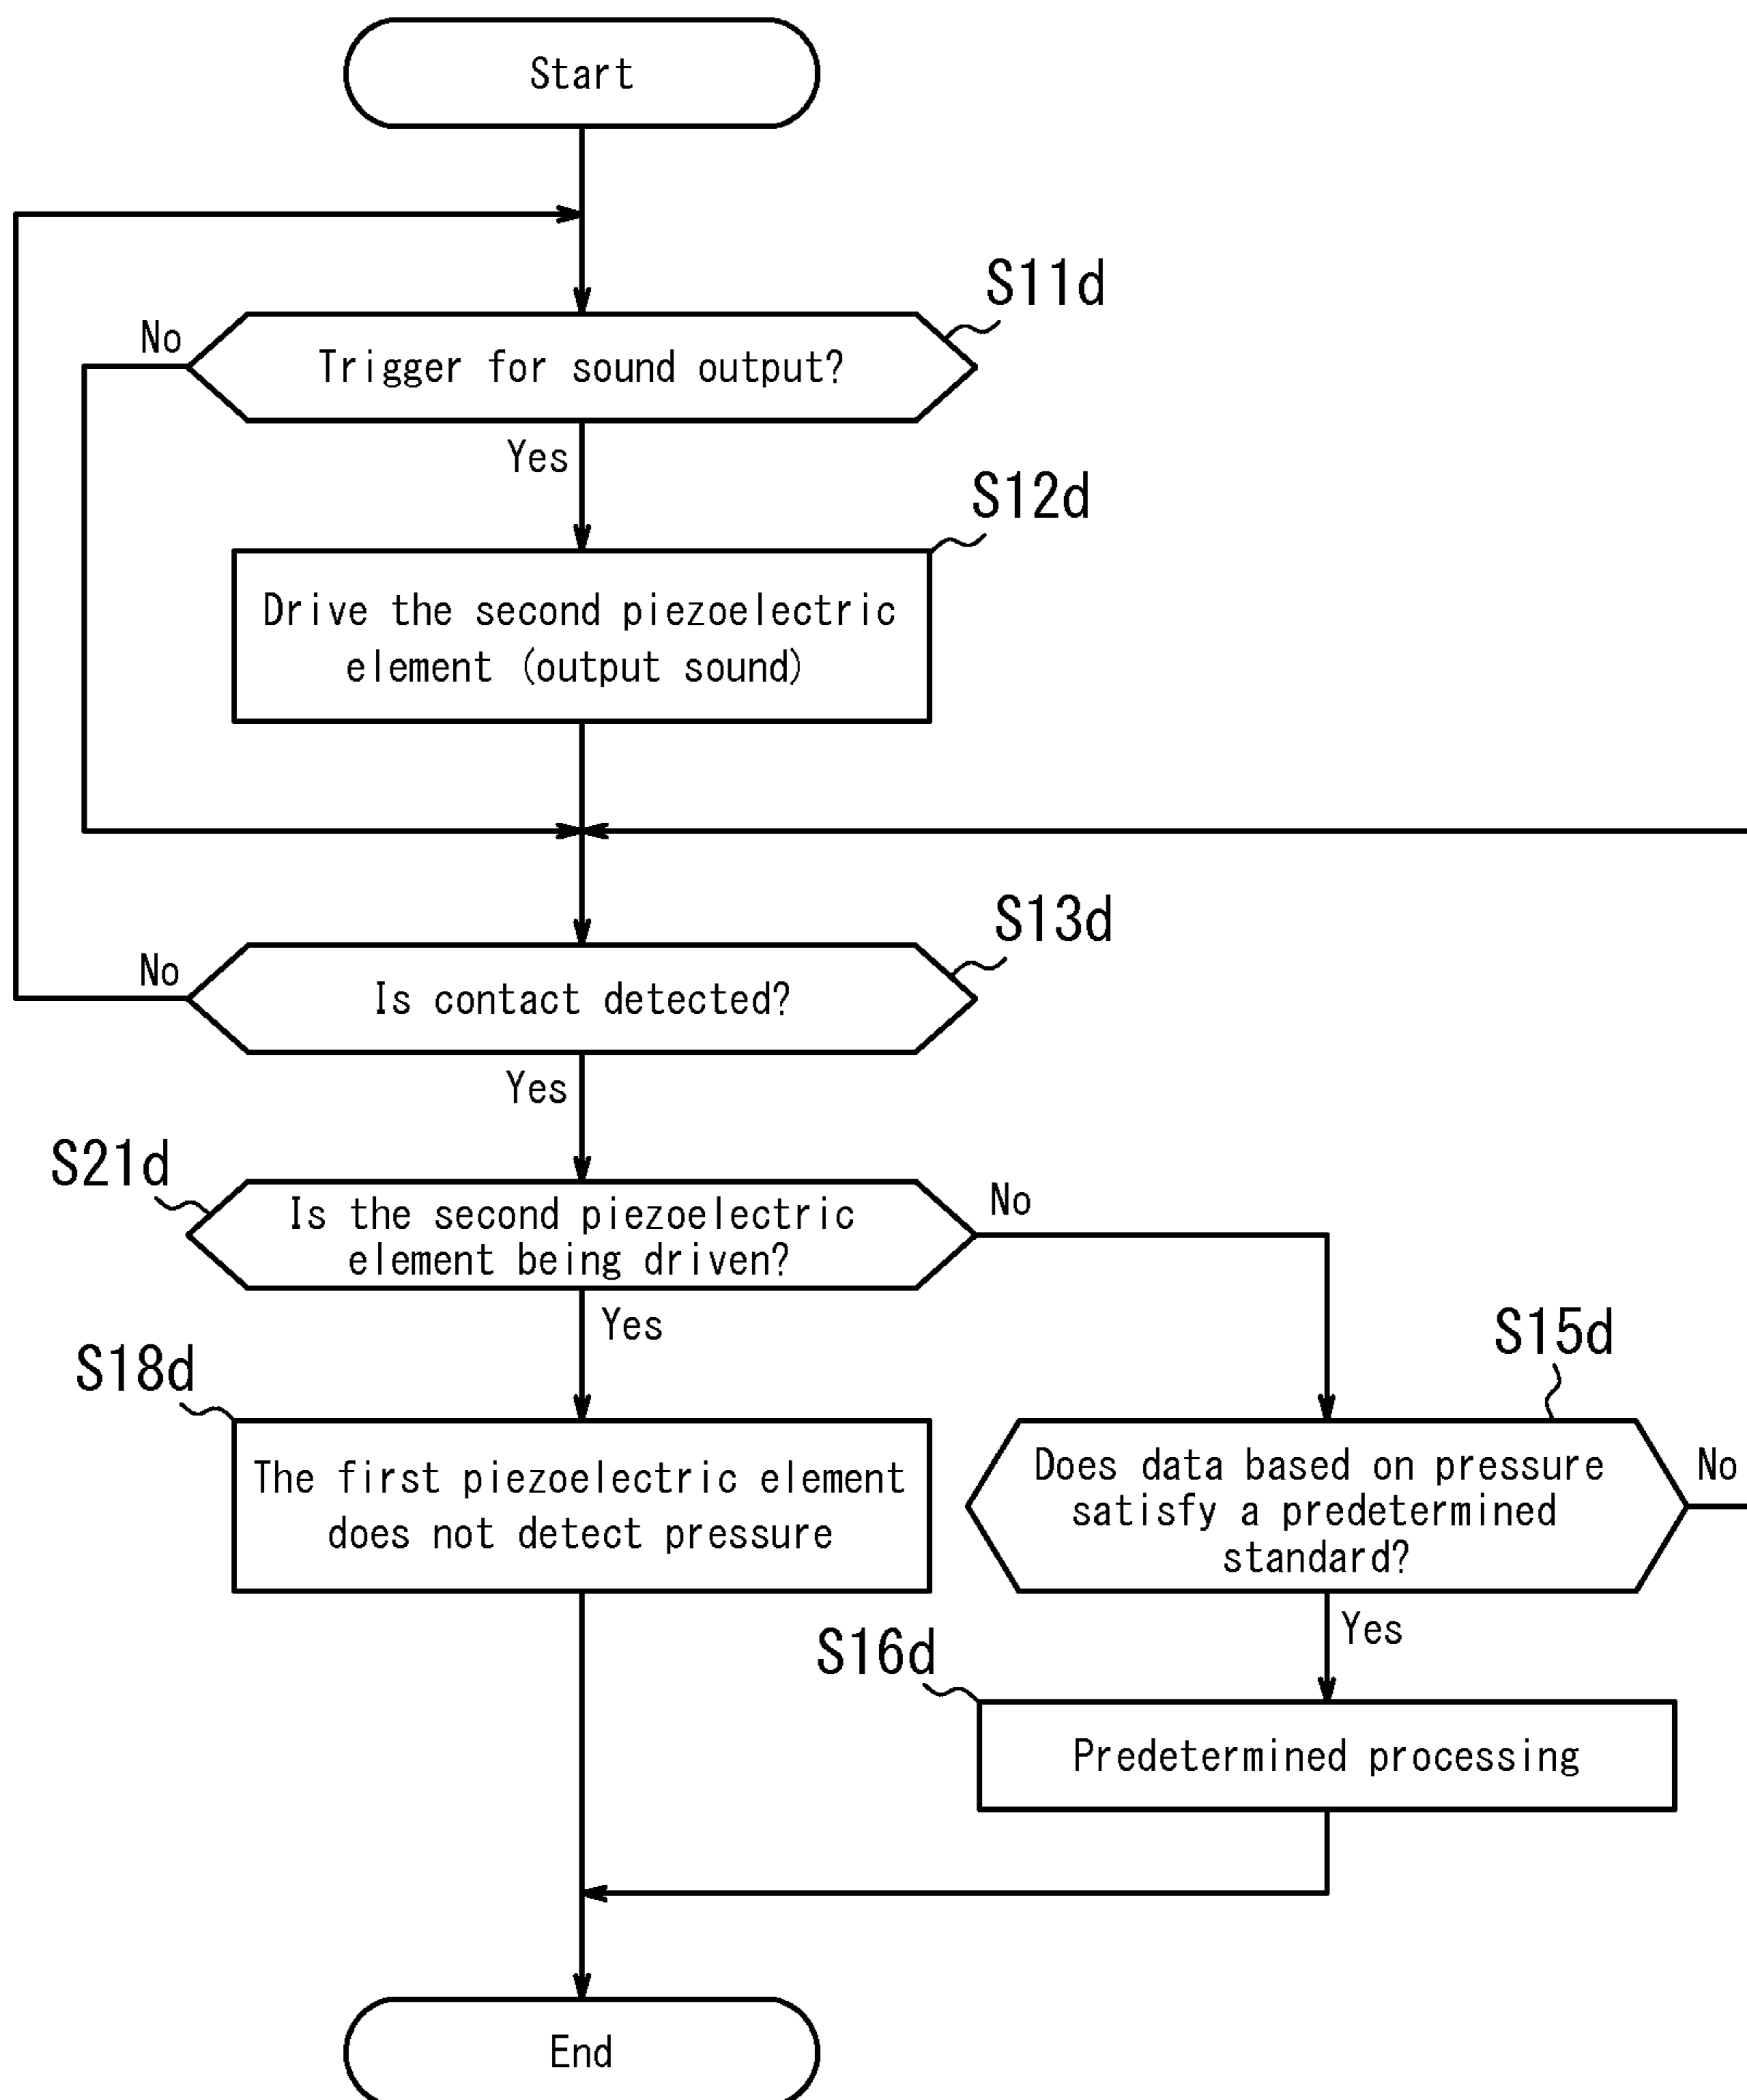 Start
S11d
No
Trigger for sound output?
Yes
S12d
Drive the second piezoelectric
element (output sound)
S13d
No
Is contact detected?
Yes
S21d
Is the second piezoelectric
element being driven?
No
Yes
S15d
S18d
The first piezoelectric element
does not detect pressure
Does data based on pressure
satisfy a predetermined
standard?
No
Yes
S16d
Predetermined processing
End